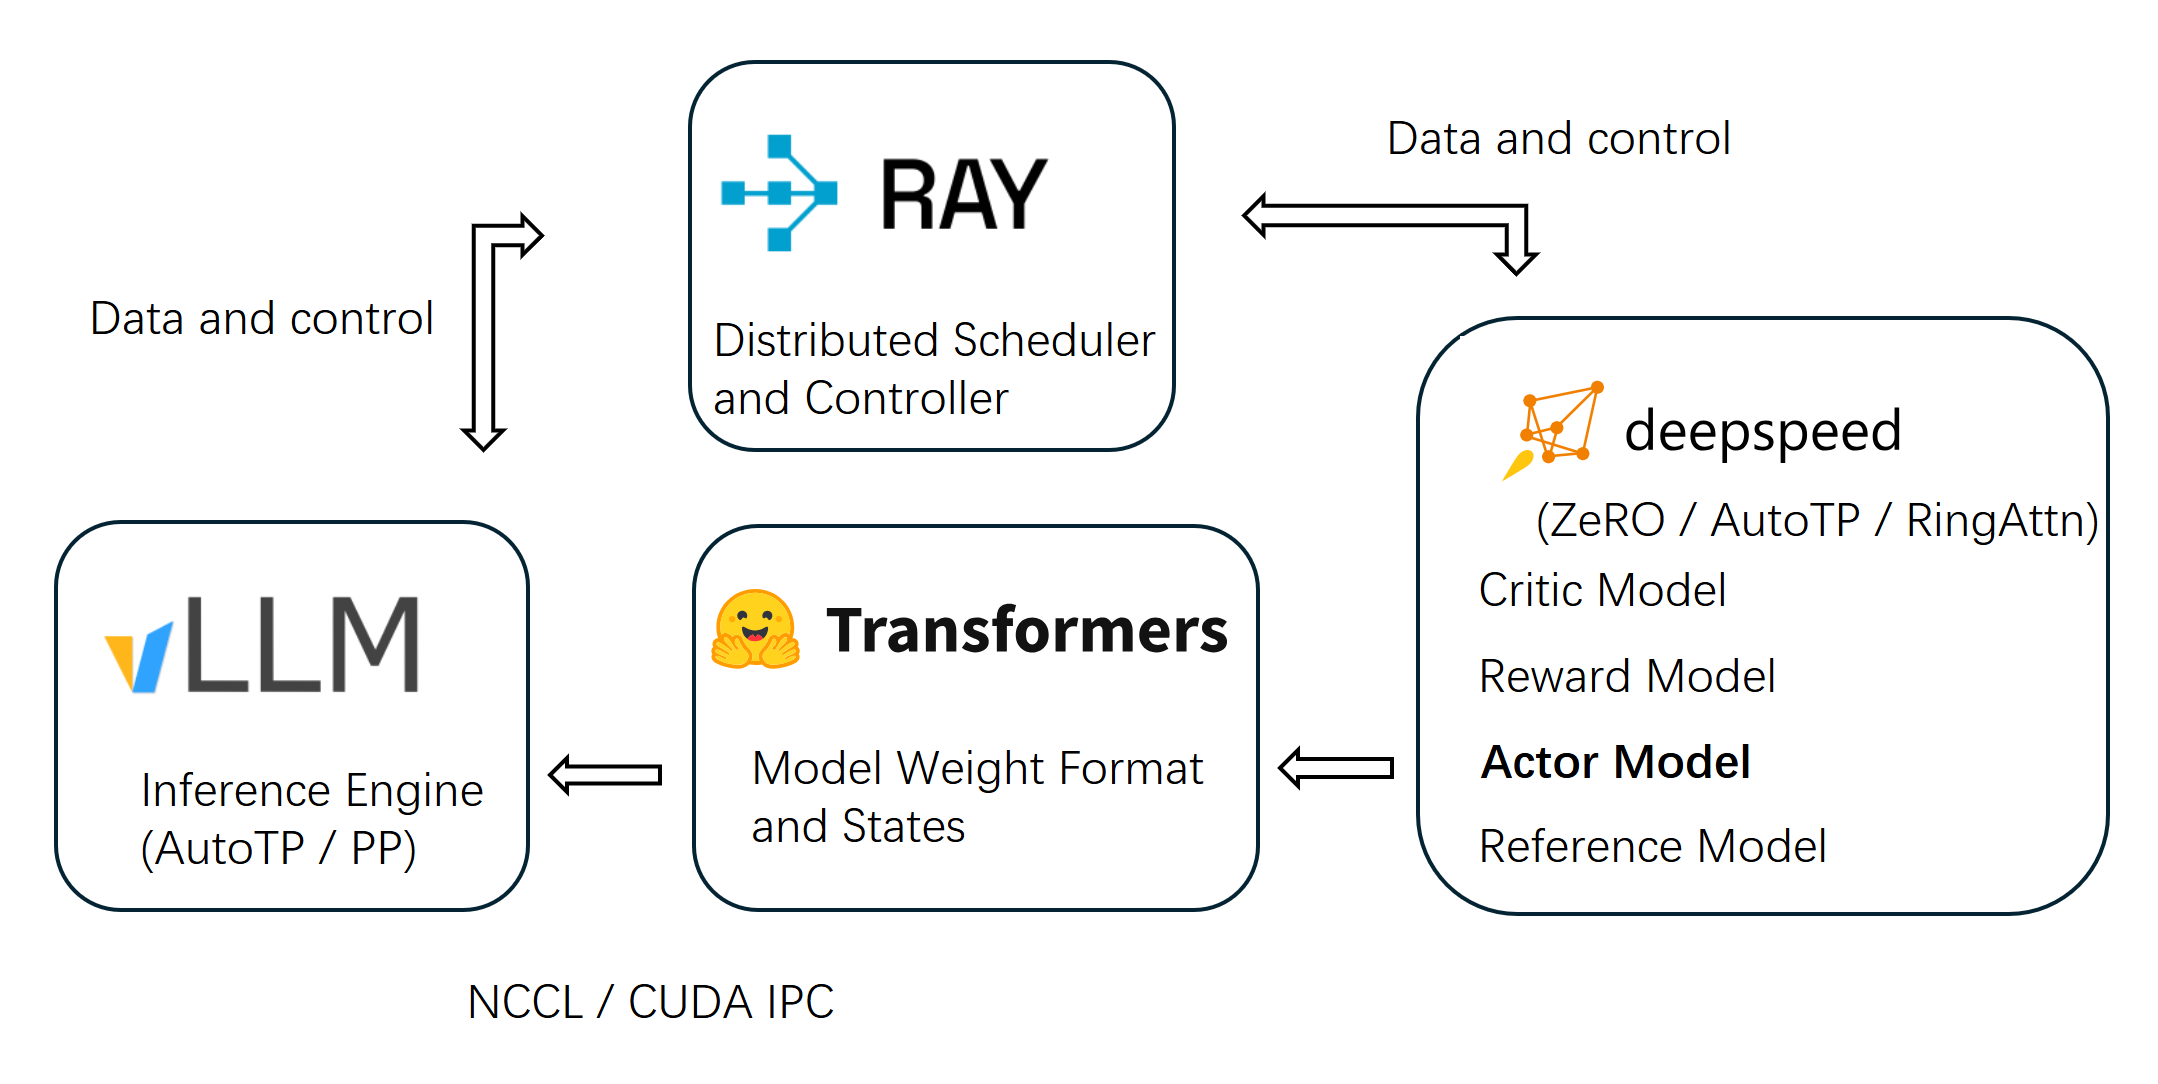 RAY
Distributed Scheduler
and Controller
Data and control
Data and control
deepspeed
(ZeRO / AutoTP / RingAttn)
Critic Model
Reward Model
Actor Model
Reference Model
Transformers
Model Weight Format
and States
vLLM
Inference Engine
(AutoTP / PP)
NCCL / CUDA IPC